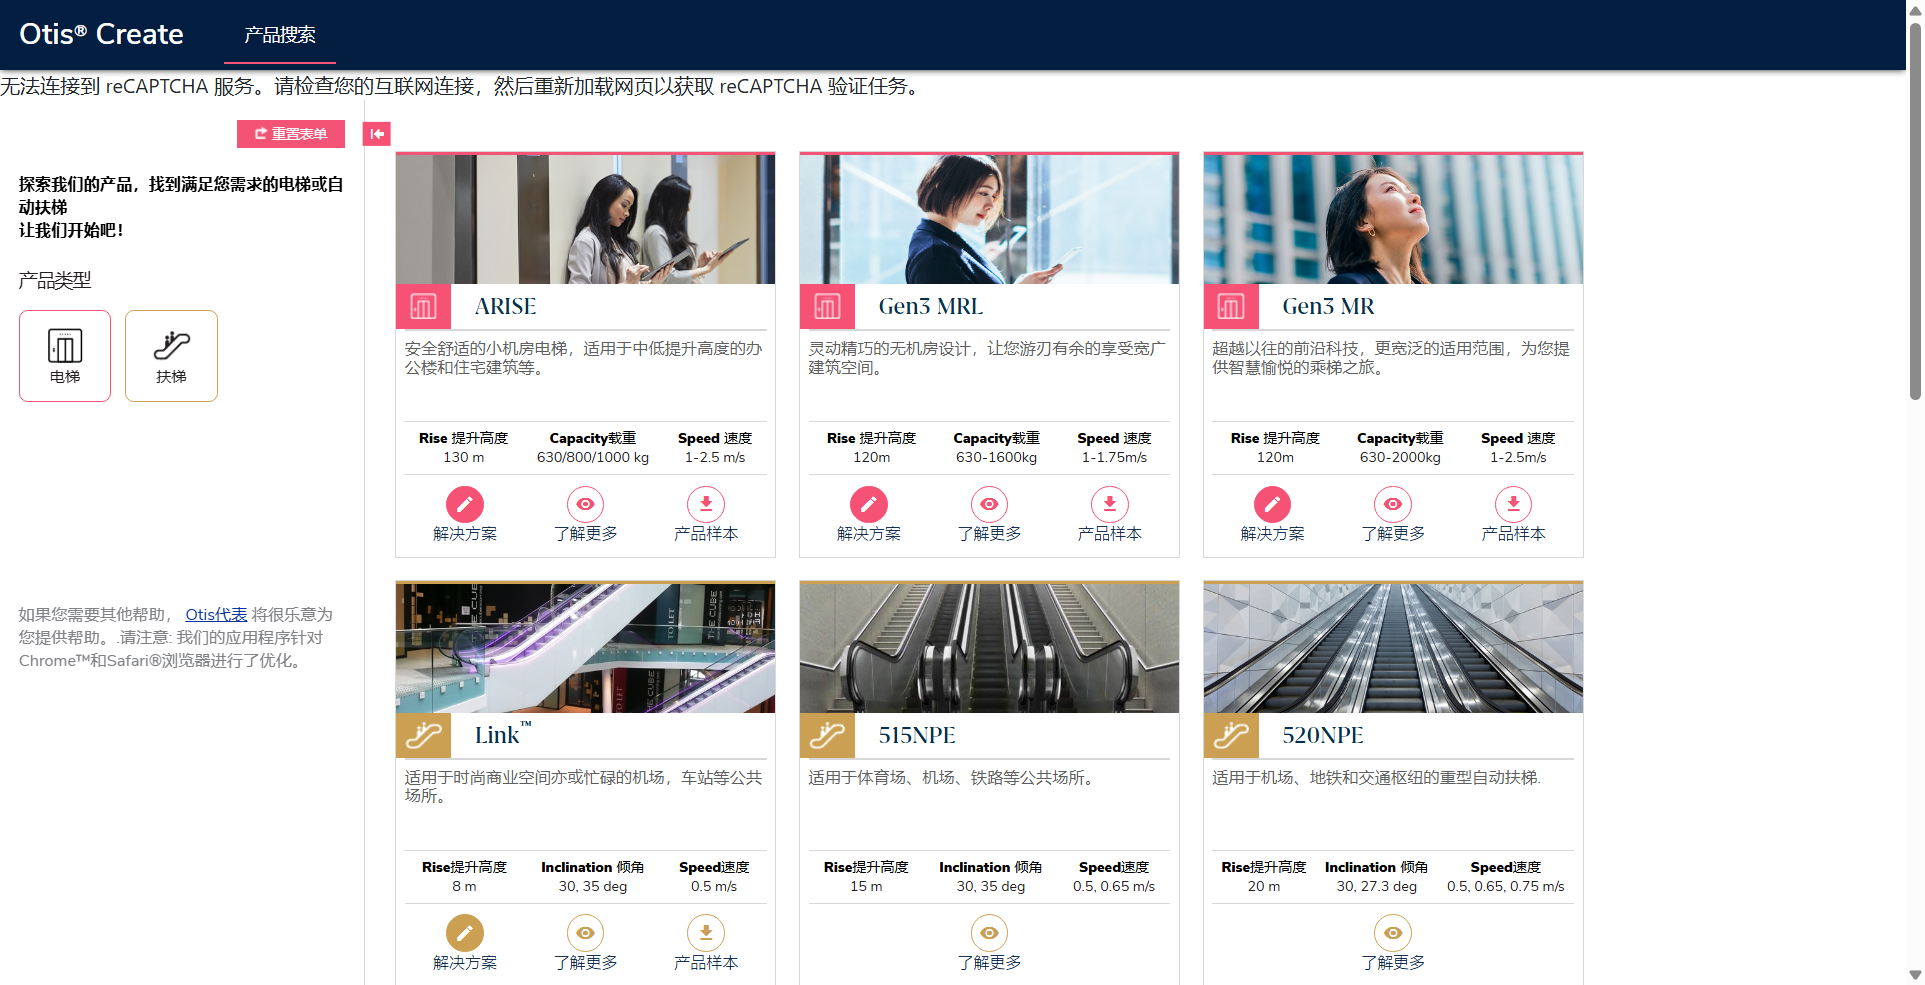 Otis® Create
产品搜索
无法连接到 reCAPTCHA 服务。请检查您的互联网连接，然后重新加载网页以获取 reCAPTCHA 验证任务。
重置表单
探索我们的产品，找到满足您需求的电梯或自
动扶梯
让我们开始吧！
产品类型
电梯
扶梯
如果您需要其他帮助， Otis代表 将很乐意为
您提供帮助。.请注意: 我们的应用程序针对
Chrome™和Safari®浏览器进行了优化。
ARISE
安全舒适的小机房电梯，适用于中低提升高度的办
公楼和住宅建筑等。
Rise 提升高度 Capacity载重 Speed 速度
130 m 630/800/1000 kg 1-2.5 m/s
解决方案 了解更多 产品样本
Gen3 MRL
灵动精巧的无机房设计，让您游刃有余的享受宽广
建筑空间。
Rise 提升高度 Capacity载重 Speed 速度
120m 630-1600kg 1-1.75m/s
解决方案 了解更多 产品样本
Gen3 MR
超越以往的前沿科技，更宽泛的适用范围，为您提
供智慧愉悦的乘梯之旅。
Rise 提升高度 Capacity载重 Speed 速度
120m 630-2000kg 1-2.5m/s
解决方案 了解更多 产品样本
THE CUBE
TO LET
THE CUBE
Link™
适用于时尚商业空间亦或忙碌的机场，车站等公共
场所。
Rise提升高度 Inclination 倾角 Speed速度
8 m 30, 35 deg 0.5 m/s
解决方案 了解更多 产品样本
515NPE
适用于体育场、机场、铁路等公共场所。
Rise提升高度 Inclination 倾角 Speed速度
15 m 30, 35 deg 0.5, 0.65 m/s
了解更多
520NPE
适用于机场、地铁和交通枢纽的重型自动扶梯.
Rise提升高度 Inclination 倾角 Speed速度
20 m 30, 27.3 deg 0.5, 0.65, 0.75 m/s
了解更多